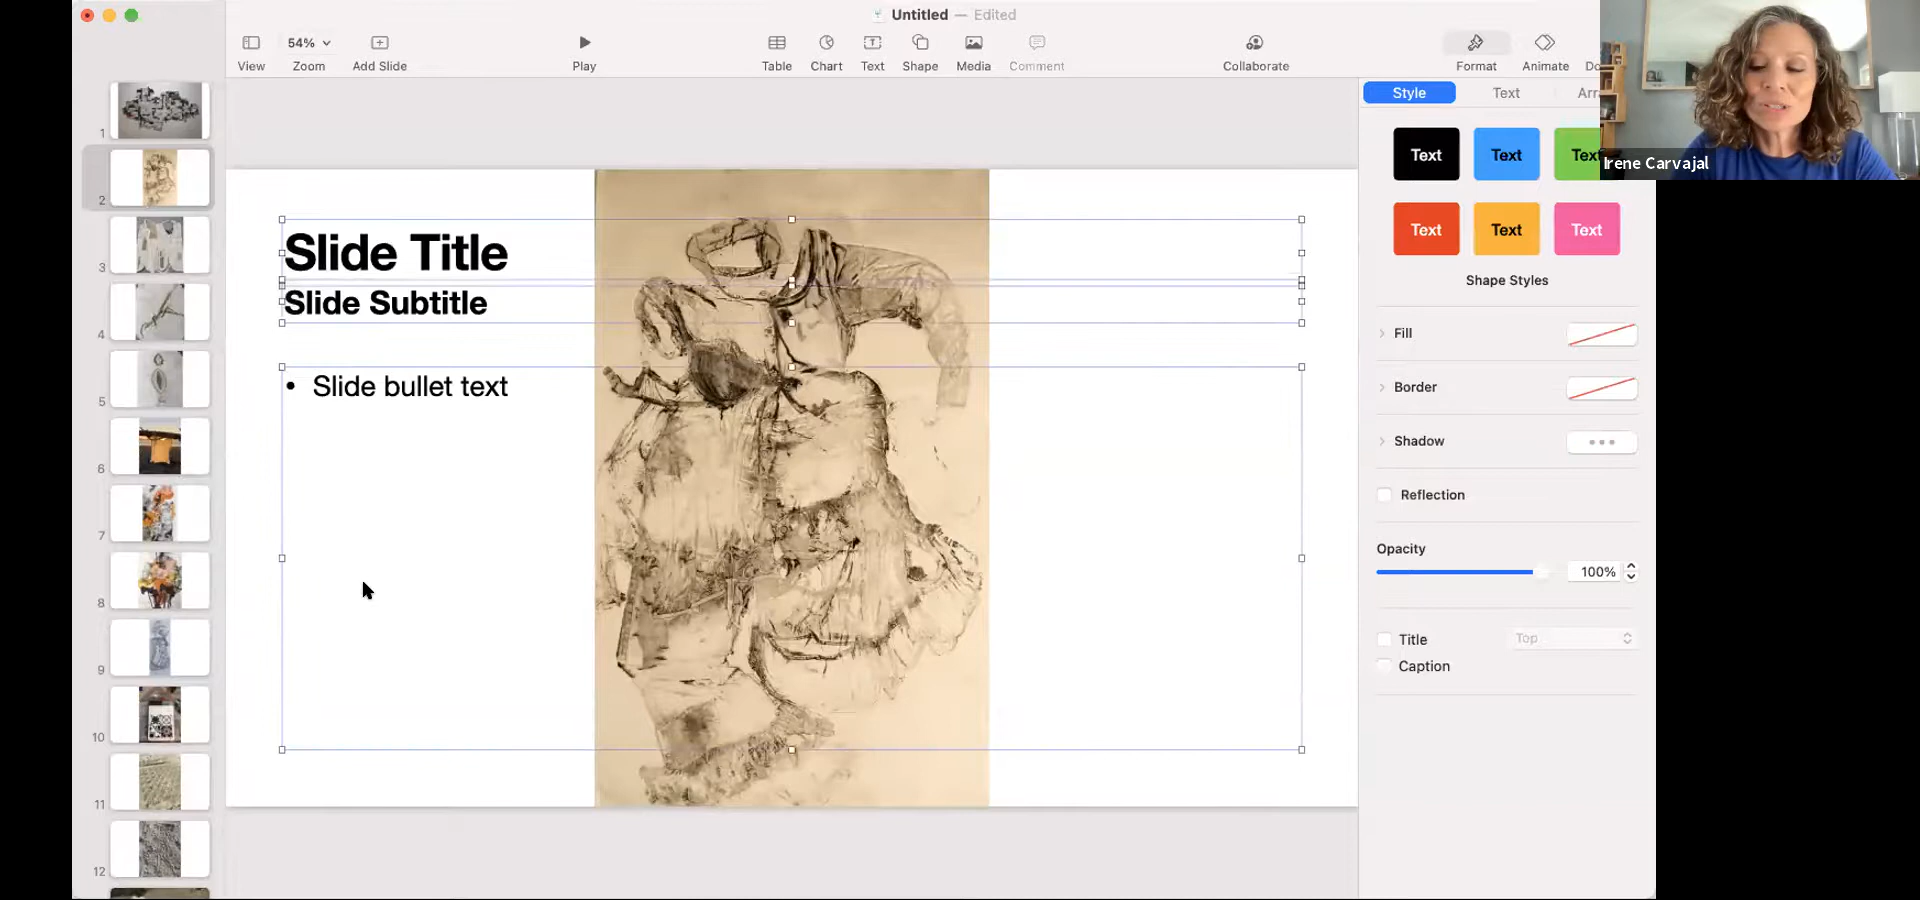 Untitled — Edited
View
54%
Zoom
Add Slide
Play
Table
Chart
Text
Shape
Media
Comment
Collaborate
Format
Animate
Style
Text
Text
Text
Text
Text
Text
Irene Carvajal
Shape Styles
Fill
Border
Shadow
Reflection
Opacity
100%
Title
Top
Caption
1
2
3
4
5
6
7
8
9
10
11
12
Slide Title
Slide Subtitle
• Slide bullet text